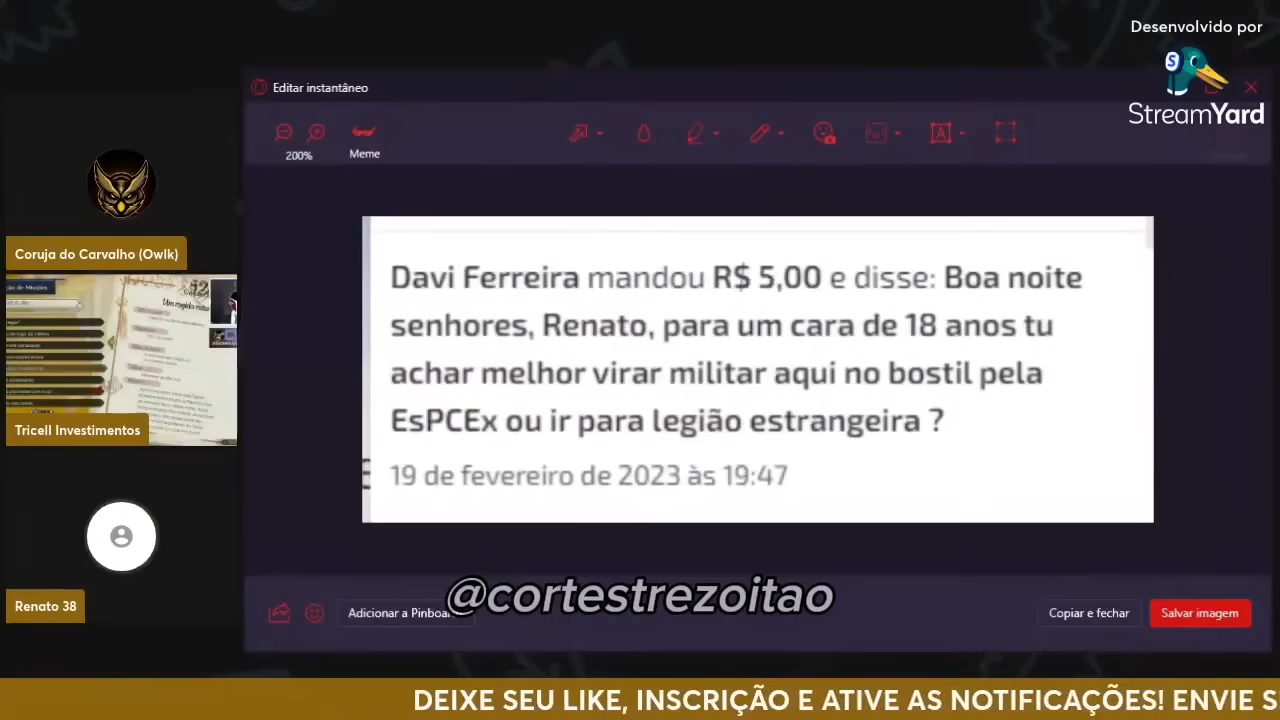 Desenvolvido por
StreamYard
Editar instantâneo
200%
Meme
Coruja do Carvalho (Owlk)
Davi Ferreira mandou R$ 5,00 e disse: Boa noite
senhores, Renato, para um cara de 18 anos tu
achar melhor virar militar aqui no bostil pela
EsPCEx ou ir para legião estrangeira ?
19 de fevereiro de 2023 às 19:47
Tricell Investimentos
Renato 38
@cortestrezoitao
Adicionar a Pinboar
Copiar e fechar
Salvar imagem
DEIXE SEU LIKE, INSCRIÇÃO E ATIVE AS NOTIFICAÇÕES! ENVIE S